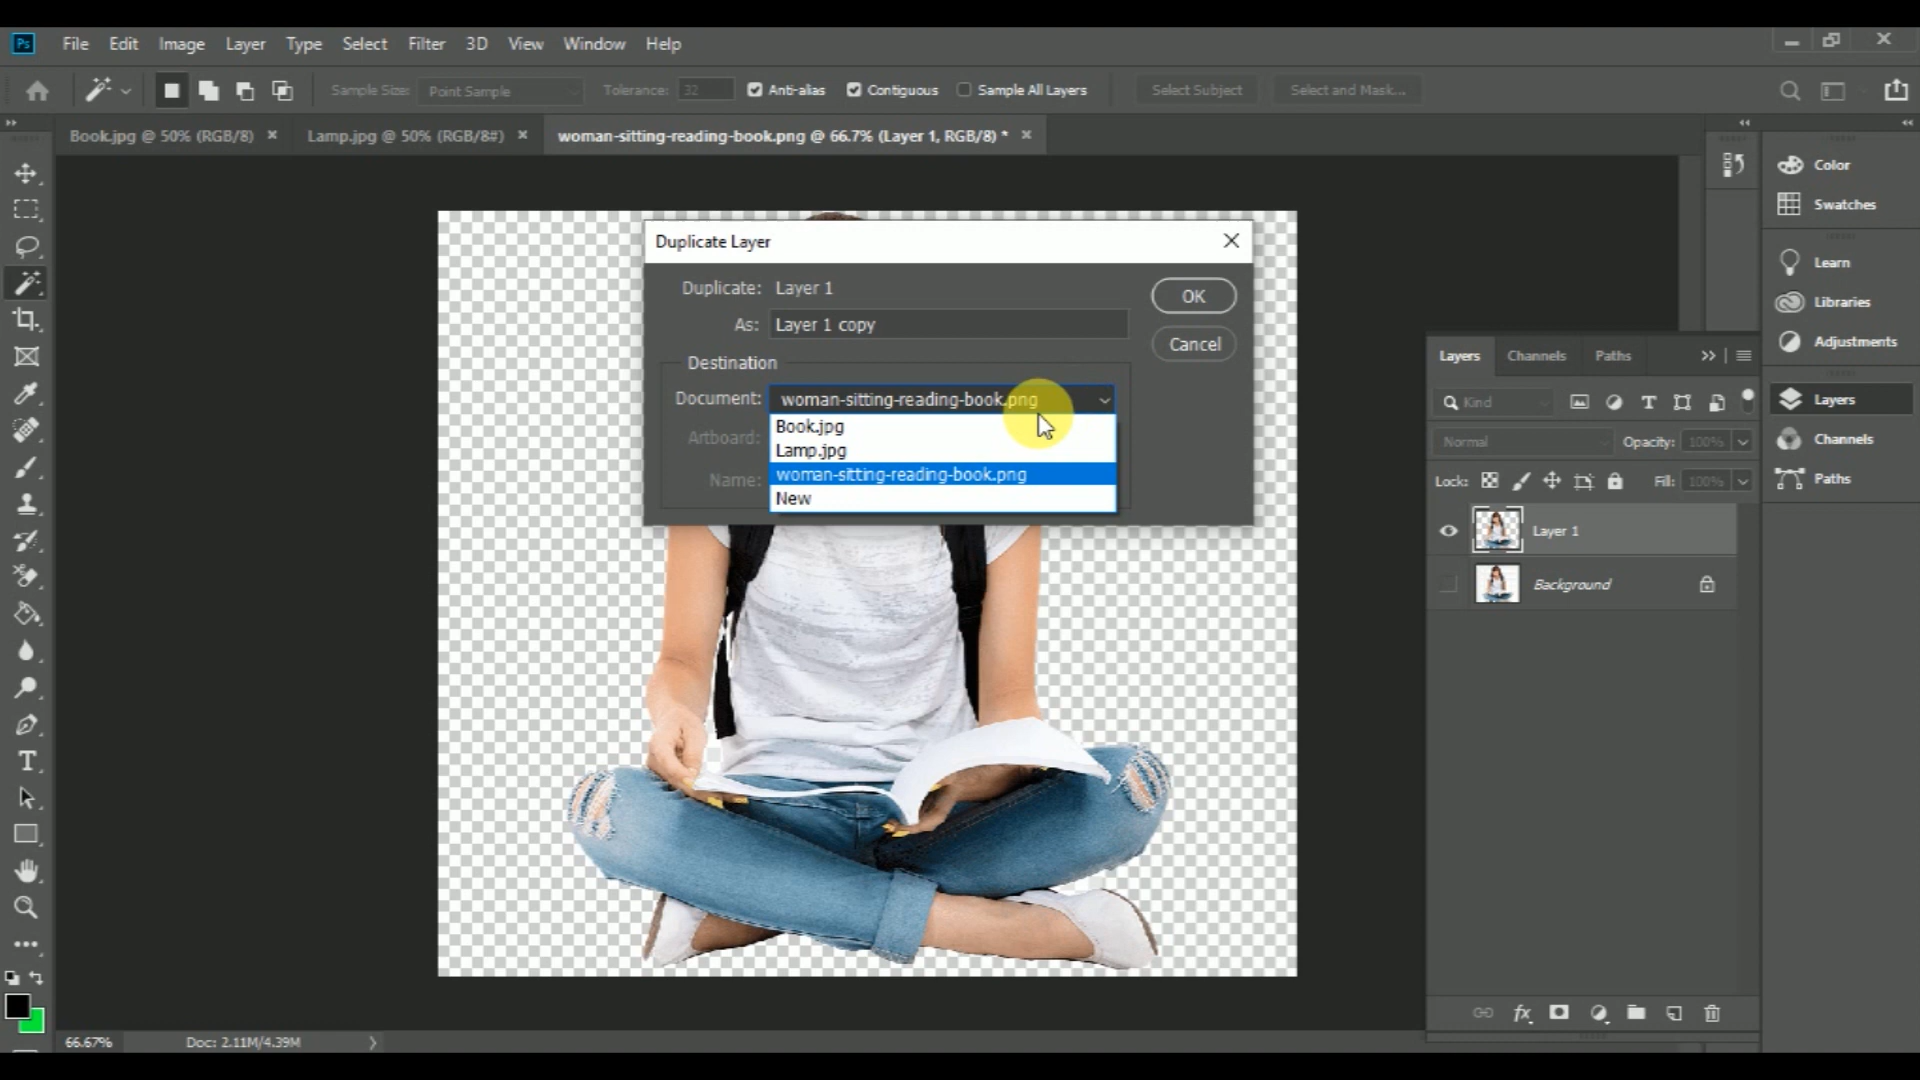 Ps File Edit Image Layer Type Select Filter 3D View Window Help
Sample Size: Point Sample Tolerance: 32 Anti-alias Contiguous Sample All Layers Select Subject Select and Mask...
Book.jpg @ 50% (RGB/8) × Lamp.jpg @ 50% (RGB/8#) × woman-sitting-reading-book.png @ 66.7% (Layer 1, RGB/8) * ×
Duplicate Layer
Duplicate: Layer 1
OK
As: Layer 1 copy
Cancel
Destination
Document: woman-sitting-reading-book.png
Book.jpg
Artboard:
Lamp.jpg
woman-sitting-reading-book.png
Name:
New
Color
Swatches
Learn
Libraries
Adjustments
Layers
Channels
Paths
Layers Channels Paths
Kind
Normal Opacity: 100%
Lock: Fill: 100%
Layer 1
Background
fx
66.67% Doc: 2.11M/4.39M